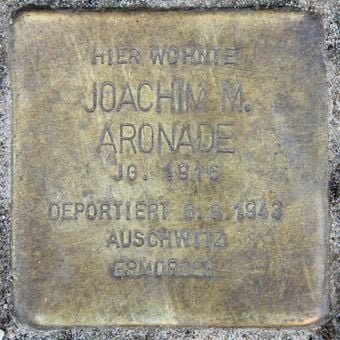 HIER WOHNTE
JOACHIM M.
ARONADE
JG. 1916
DEPORTIERT 6. 3. 1943
AUSCHWITZ
ERMORDET